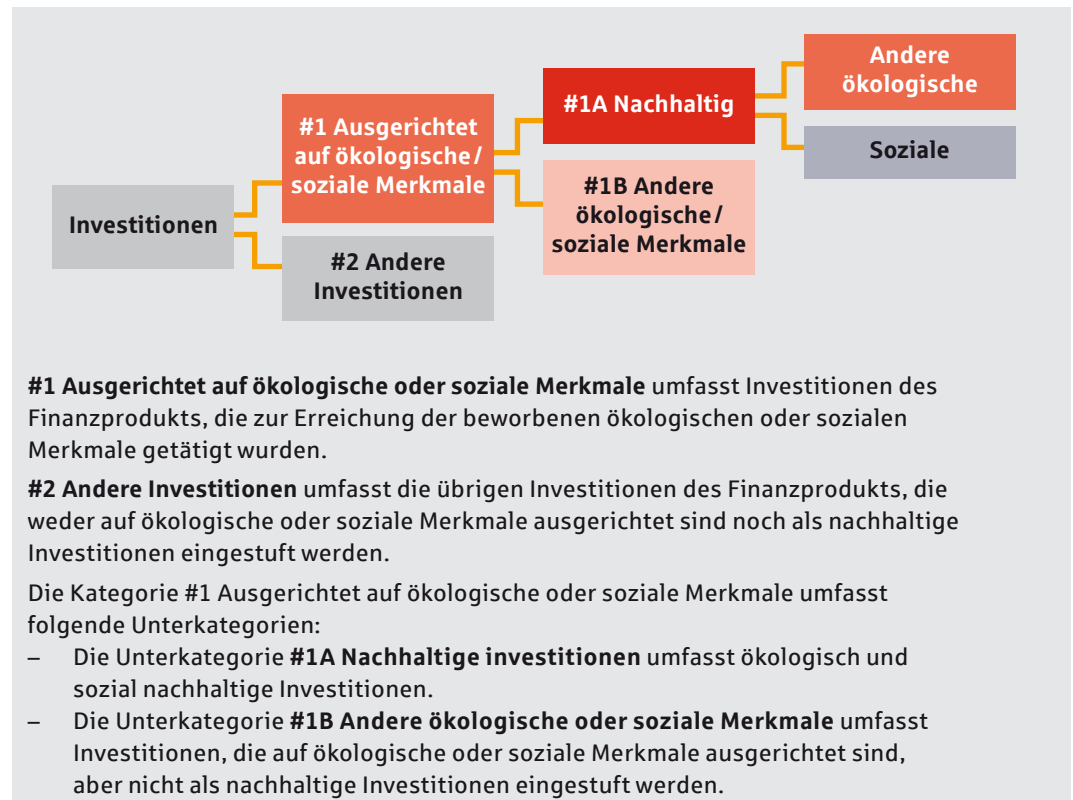 Andere
ökologische
#1A Nachhaltig
#1 Ausgerichtet
auf ökologische/
soziale Merkmale
Soziale
#1B Andere
ökologische/
soziale Merkmale
Investitionen
#2 Andere
Investitionen
#1 Ausgerichtet auf ökologische oder soziale Merkmale umfasst Investitionen des
Finanzprodukts, die zur Erreichung der beworbenen ökologischen oder sozialen
Merkmale getätigt wurden.
#2 Andere Investitionen umfasst die übrigen Investitionen des Finanzprodukts, die
weder auf ökologische oder soziale Merkmale ausgerichtet sind noch als nachhaltige
Investitionen eingestuft werden.
Die Kategorie #1 Ausgerichtet auf ökologische oder soziale Merkmale umfasst
folgende Unterkategorien:
– Die Unterkategorie #1A Nachhaltige investitionen umfasst ökologisch und
sozial nachhaltige Investitionen.
– Die Unterkategorie #1B Andere ökologische oder soziale Merkmale umfasst
Investitionen, die auf ökologische oder soziale Merkmale ausgerichtet sind,
aber nicht als nachhaltige Investitionen eingestuft werden.